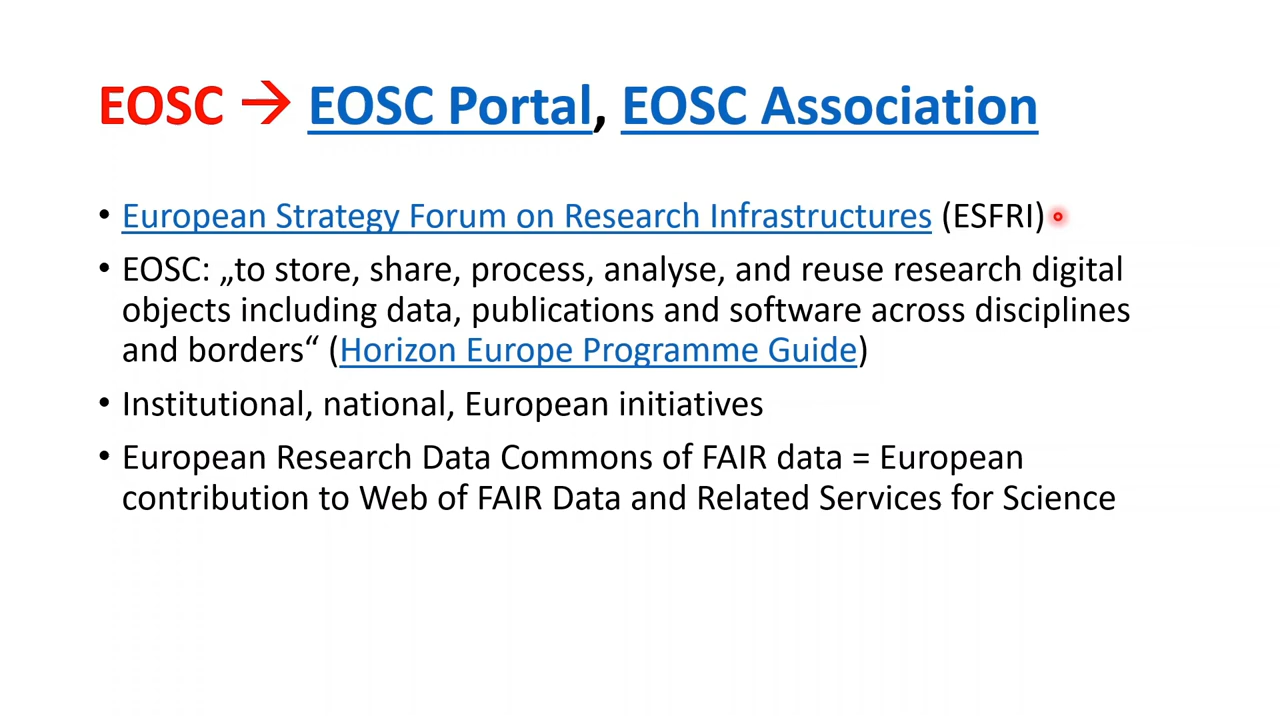 EOSC → EOSC Portal, EOSC Association
• European Strategy Forum on Research Infrastructures (ESFRI)
• EOSC: „to store, share, process, analyse, and reuse research digital
objects including data, publications and software across disciplines
and borders“ (Horizon Europe Programme Guide)
• Institutional, national, European initiatives
• European Research Data Commons of FAIR data = European
contribution to Web of FAIR Data and Related Services for Science